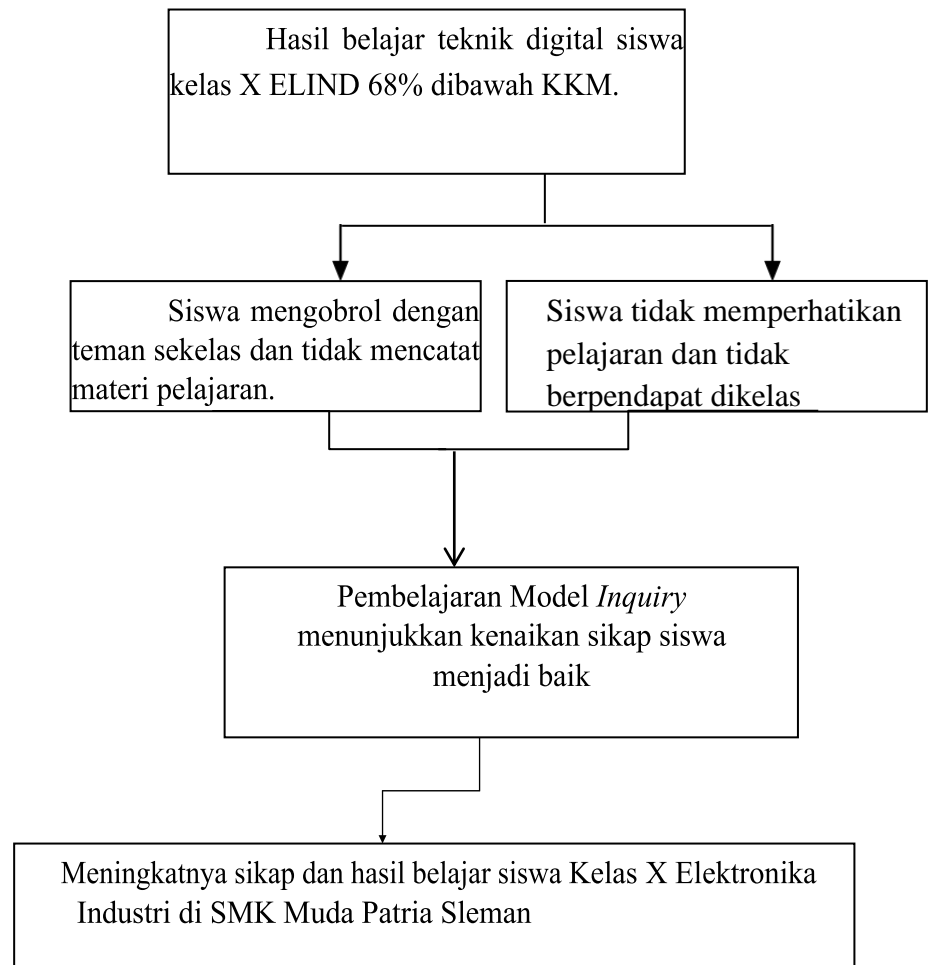 Hasil belajar teknik digital siswa
kelas X ELIND 68% dibawah KKM.
Siswa mengobrol dengan
teman sekelas dan tidak mencatat
materi pelajaran.
Siswa tidak memperhatikan
pelajaran dan tidak
berpendapat dikelas
Pembelajaran Model Inquiry
menunjukkan kenaikan sikap siswa
menjadi baik
Meningkatnya sikap dan hasil belajar siswa Kelas X Elektronika
Industri di SMK Muda Patria Sleman